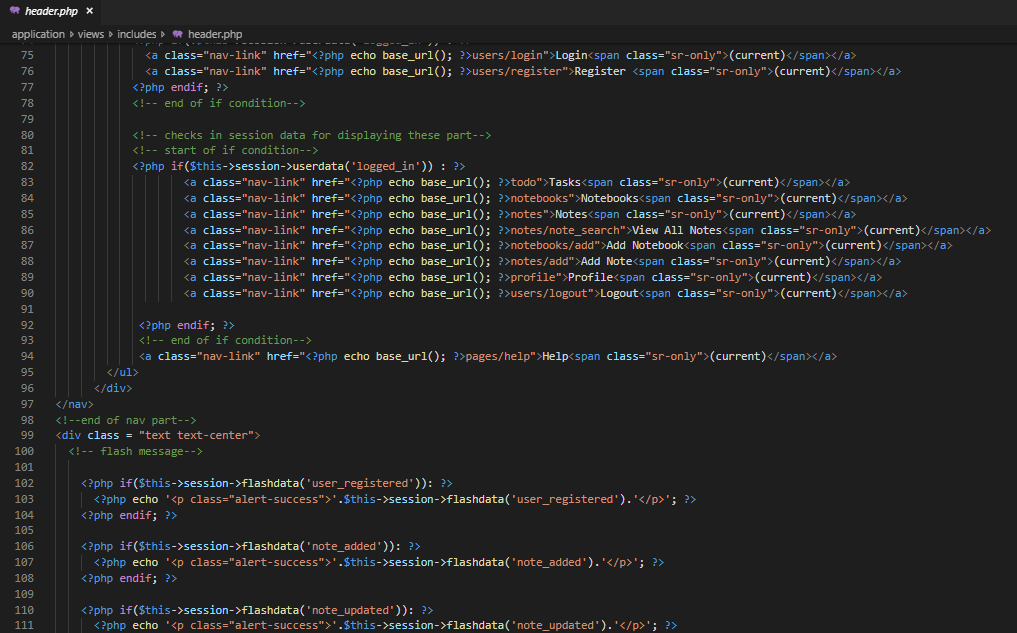 header.php ×
application › views › includes › header.php
75 <a class="nav-link" href="<?php echo base_url(); ?>users/login">Login<span class="sr-only">(current)</span></a>
76 <a class="nav-link" href="<?php echo base_url(); ?>users/register">Register <span class="sr-only">(current)</span></a>
77 <?php endif; ?>
78 <!-- end of if condition-->
79
80 <!-- checks in session data for displaying these part-->
81 <!-- start of if condition-->
82 <?php if($this->session->userdata('logged_in')) : ?>
83 <a class="nav-link" href="<?php echo base_url(); ?>todo">Tasks<span class="sr-only">(current)</span></a>
84 <a class="nav-link" href="<?php echo base_url(); ?>notebooks">Notebooks<span class="sr-only">(current)</span></a>
85 <a class="nav-link" href="<?php echo base_url(); ?>notes">Notes<span class="sr-only">(current)</span></a>
86 <a class="nav-link" href="<?php echo base_url(); ?>notes/note_search">View All Notes<span class="sr-only">(current)</span></a>
87 <a class="nav-link" href="<?php echo base_url(); ?>notebooks/add">Add Notebook<span class="sr-only">(current)</span></a>
88 <a class="nav-link" href="<?php echo base_url(); ?>notes/add">Add Note<span class="sr-only">(current)</span></a>
89 <a class="nav-link" href="<?php echo base_url(); ?>profile">Profile<span class="sr-only">(current)</span></a>
90 <a class="nav-link" href="<?php echo base_url(); ?>users/logout">Logout<span class="sr-only">(current)</span></a>
91
92 <?php endif; ?>
93 <!-- end of if condition-->
94 <a class="nav-link" href="<?php echo base_url(); ?>pages/help">Help<span class="sr-only">(current)</span></a>
95 </ul>
96 </div>
97 </nav>
98 <!--end of nav part-->
99 <div class = "text text-center">
100 <!-- flash message-->
101
102 <?php if($this->session->flashdata('user_registered')): ?>
103 <?php echo '<p class="alert-success">'.$this->session->flashdata('user_registered').'</p>'; ?>
104 <?php endif; ?>
105
106 <?php if($this->session->flashdata('note_added')): ?>
107 <?php echo '<p class="alert-success">'.$this->session->flashdata('note_added').'</p>'; ?>
108 <?php endif; ?>
109
110 <?php if($this->session->flashdata('note_updated')): ?>
111 <?php echo '<p class="alert-success">'.$this->session->flashdata('note_updated').'</p>'; ?>